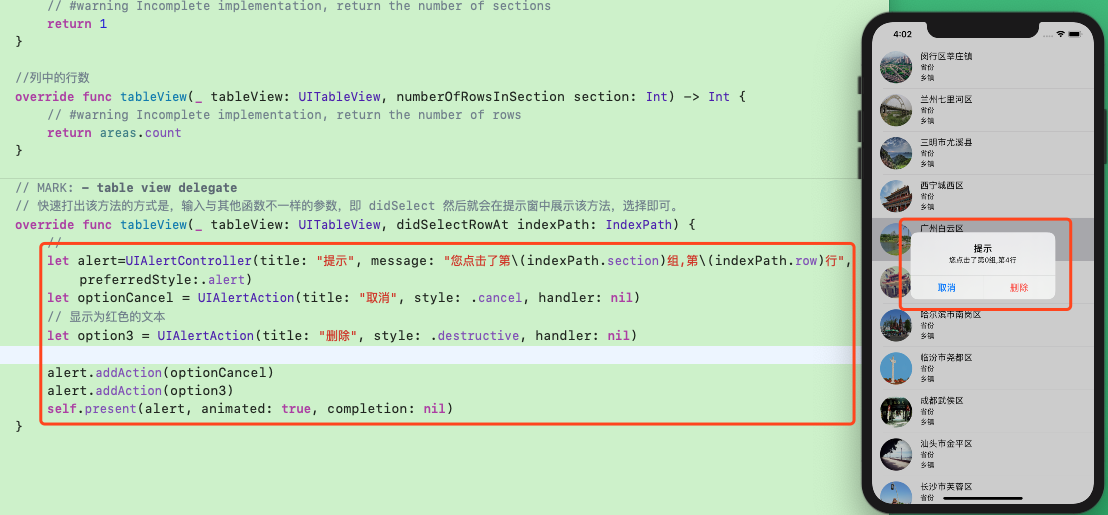 // #warning Incomplete implementation, return the number of sections
return 1
}
//列中的行数
override func tableView(_ tableView: UITableView, numberOfRowsInSection section: Int) -> Int {
// #warning Incomplete implementation, return the number of rows
return areas.count
}
// MARK: - table view delegate
// 快速打出该方法的方式是，输入与其他函数不一样的参数，即 didSelect 然后就会在提示窗中展示该方法，选择即可。
override func tableView(_ tableView: UITableView, didSelectRowAt indexPath: IndexPath) {
//
let alert=UIAlertController(title: "提示", message: "您点击了第\(indexPath.section)组,第\(indexPath.row)行",
preferredStyle:.alert)
let optionCancel = UIAlertAction(title: "取消", style: .cancel, handler: nil)
// 显示为红色的文本
let option3 = UIAlertAction(title: "删除", style: .destructive, handler: nil)
alert.addAction(optionCancel)
alert.addAction(option3)
self.present(alert, animated: true, completion: nil)
}
4:02
闵行区莘庄镇
省份
乡镇
兰州七里河区
省份
乡镇
三明市尤溪县
省份
乡镇
西宁城西区
省份
乡镇
广州白云区
提示
您点击了第0组,第4行
取消
删除
哈尔滨市南岗区
省份
乡镇
临汾市尧都区
省份
乡镇
成都武侯区
省份
乡镇
汕头市金平区
省份
乡镇
长沙市芙蓉区
省份